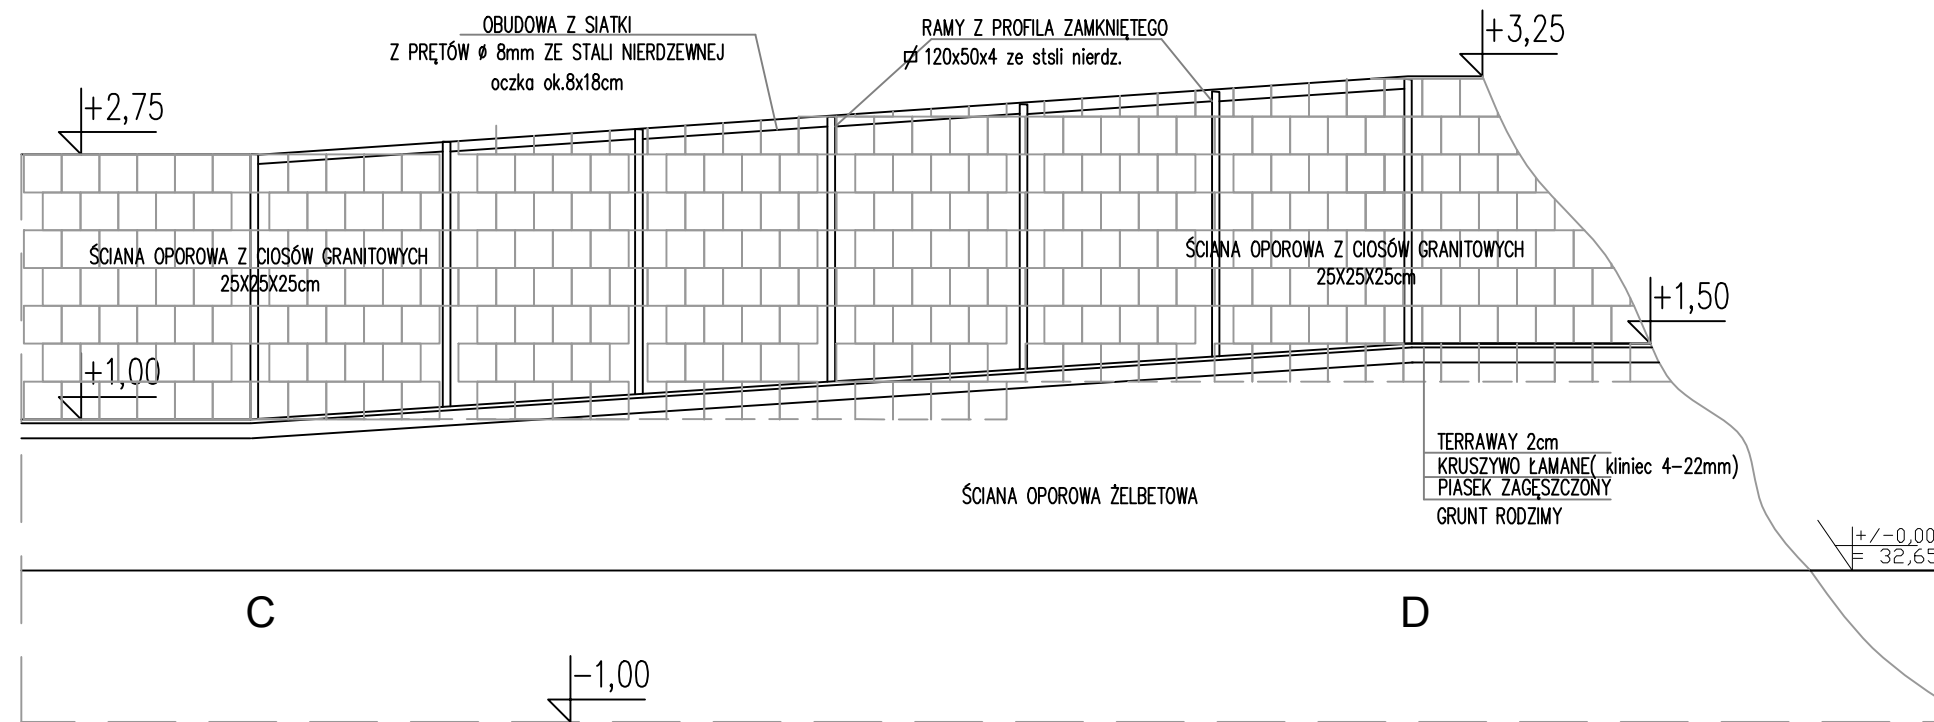 OBUDOWA Z SIATKI
Z PRĘTÓW ø 8mm ZE STALI NIERDZEWNEJ
oczka ok.8x18cm
RAMY Z PROFILA ZAMKNIĘTEGO
120x50x4 ze stsli nierdz.
+3,25
+2,75
ŚCIANA OPOROWA Z CIOSÓW GRANITOWYCH
25X25X25cm
ŚCIANA OPOROWA Z CIOSÓW GRANITOWYCH
25X25X25cm
+1,50
+1,00
TERRAWAY 2cm
KRUSZYWO ŁAMANE( kliniec 4-22mm)
PIASEK ZAGĘSZCZONY
GRUNT RODZIMY
ŚCIANA OPOROWA ŻELBETOWA
+/-0,00
= 32,65
C
D
-1,00